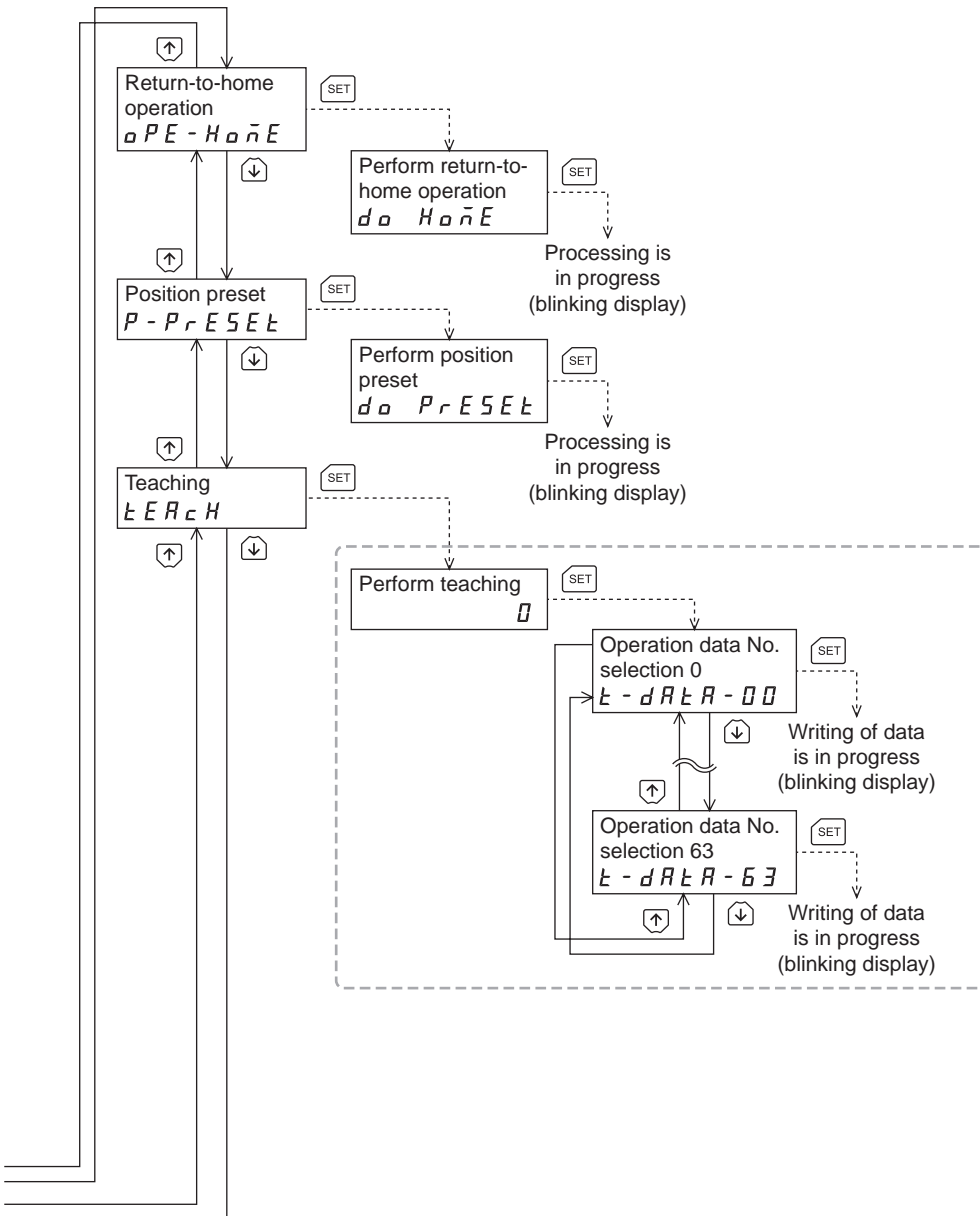 ↑
Return-to-home
operation
oPE-HomE
SET
↓
Perform return-to-
home operation
do HomE
SET
Processing is
in progress
(blinking display)
↑
Position preset
P-PrESEt
SET
↓
Perform position
preset
do PrESEt
SET
Processing is
in progress
(blinking display)
↑
Teaching
tEAcH
SET
↑
↓
Perform teaching
0
SET
Operation data No.
selection 0
t-dAtA-00
SET
↓
Writing of data
is in progress
(blinking display)
↑
Operation data No.
selection 63
t-dAtA-63
SET
↑
↓
Writing of data
is in progress
(blinking display)